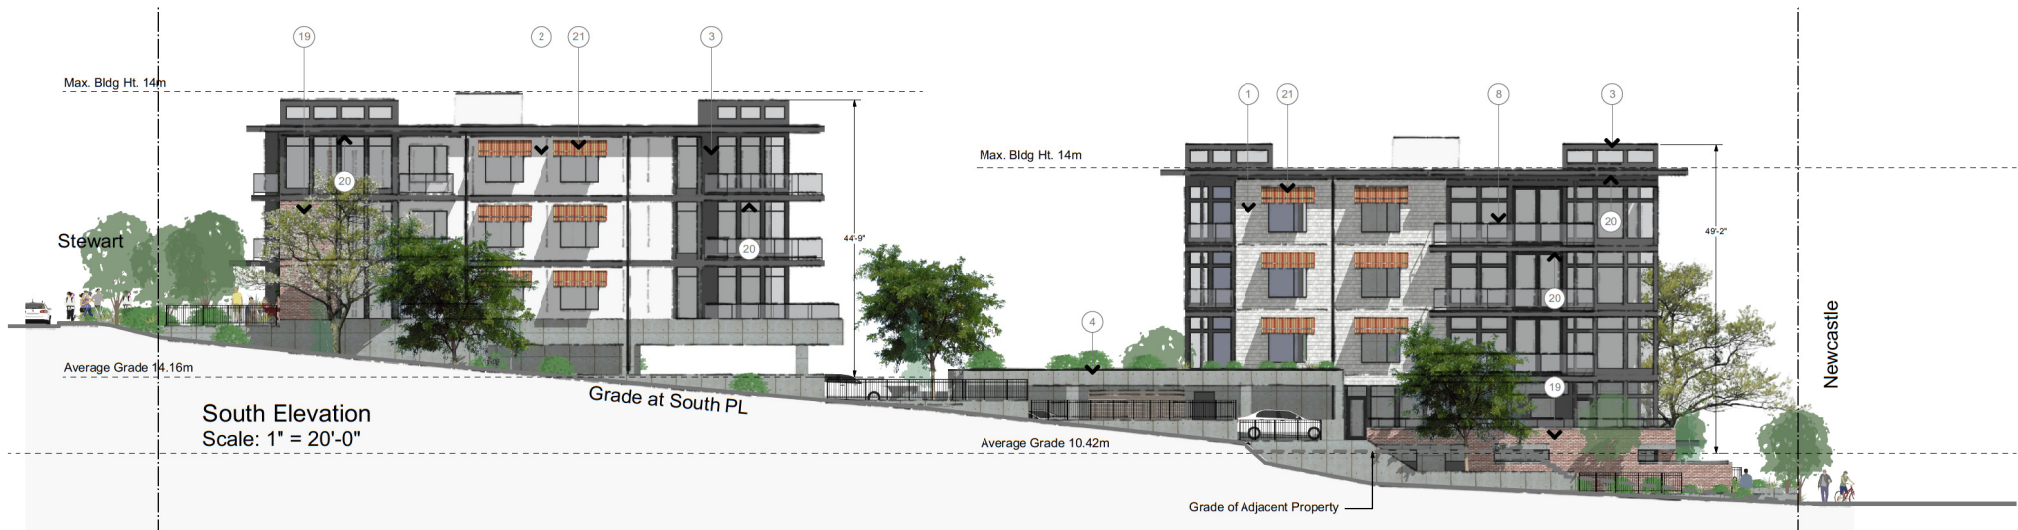 19
2
21
3
Max. Bldg Ht. 14m
1
21
8
3
Max. Bldg Ht. 14m
20
20
44'-9"
Stewart
20
20
49'-2"
4
19
Newcastle
Average Grade 14.16m
Grade at South PL
South Elevation
Scale: 1" = 20'-0"
Average Grade 10.42m
Grade of Adjacent Property